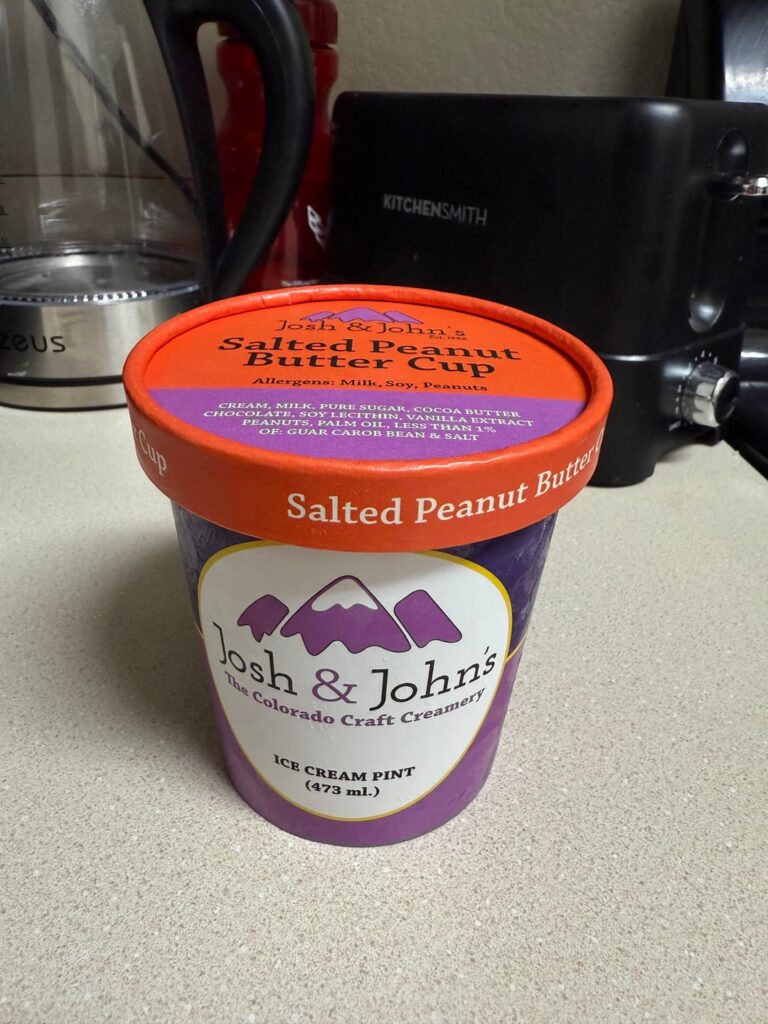 KITCHENSMITH
zeus
Josh & John's
Est. 1986
Salted Peanut
Butter Cup
Allergens: Milk, Soy, Peanuts
CREAM, MILK, PURE SUGAR, COCOA BUTTER
CHOCOLATE, SOY LECITHIN, VANILLA EXTRACT
PEANUTS, PALM OIL, LESS THAN 1%
OF: GUAR CAROB BEAN & SALT
Cup
Salted Peanut Butter
Josh & John's
The Colorado Craft Creamery
ICE CREAM PINT
(473 ml.)